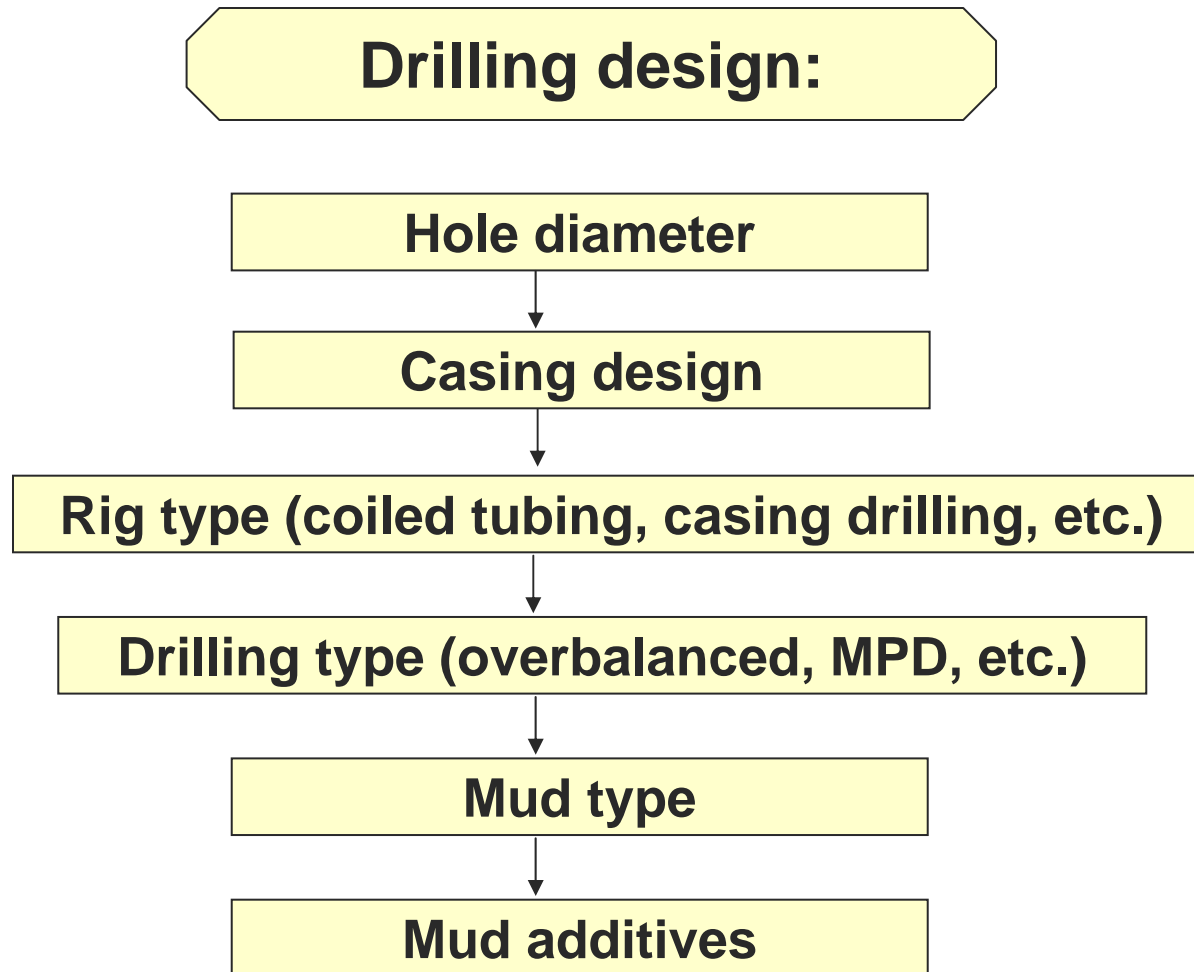 Drilling design:
Hole diameter
Casing design
Rig type (coiled tubing, casing drilling, etc.)
Drilling type (overbalanced, MPD, etc.)
Mud type
Mud additives